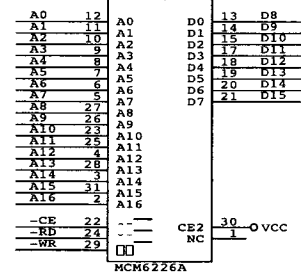 A0 12 A0 D0 13 D8
A1 11 A1 D1 14 D9
A2 10 A2 D2 15 D10
A3 9 A3 D3 17 D11
A4 8 A4 D4 18 D12
A5 7 A5 D5 19 D13
A6 6 A6 D6 20 D14
A7 5 A7 D7 21 D15
A8 27 A8
A9 26 A9
A10 23 A10
A11 25 A11
A12 4 A12
A13 28 A13
A14 3 A14
A15 31 A15
A16 2 A16
-CE 22 CE2 30 VCC
-RD 24 NC 1
-WR 29
MCM6226A